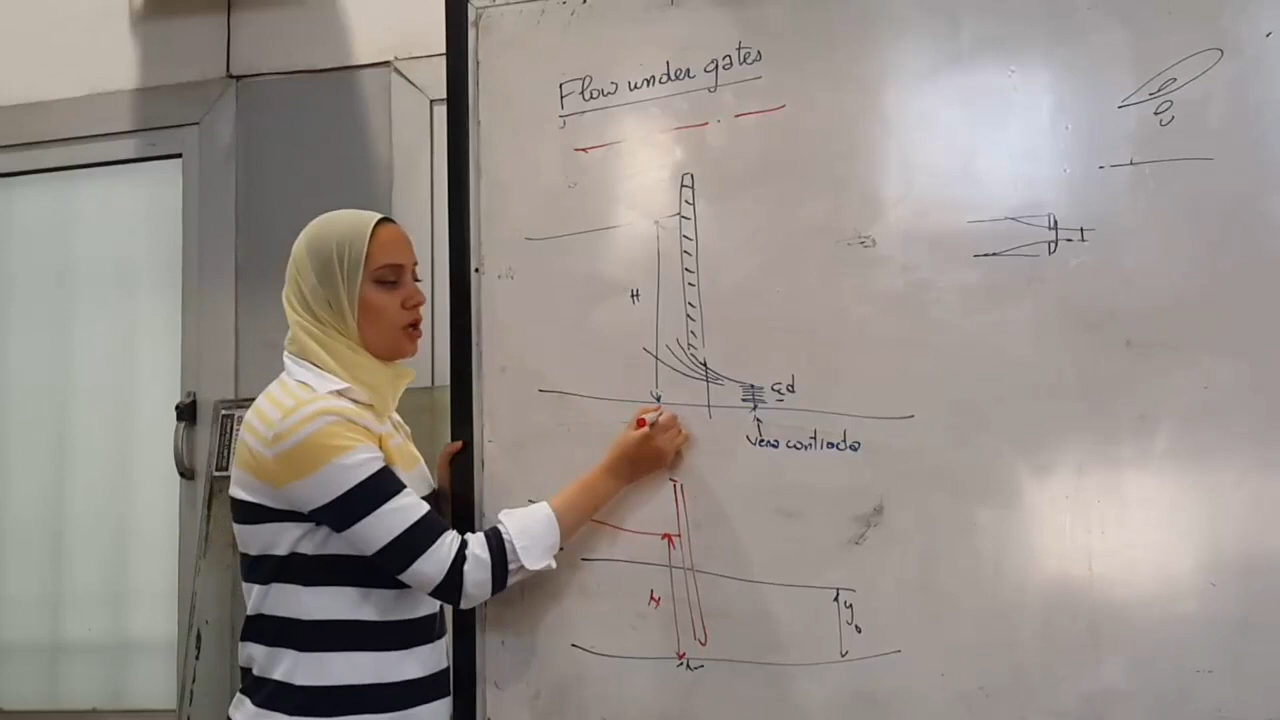 Flow under gates
H
Cd
Vena contracta
H
y₀